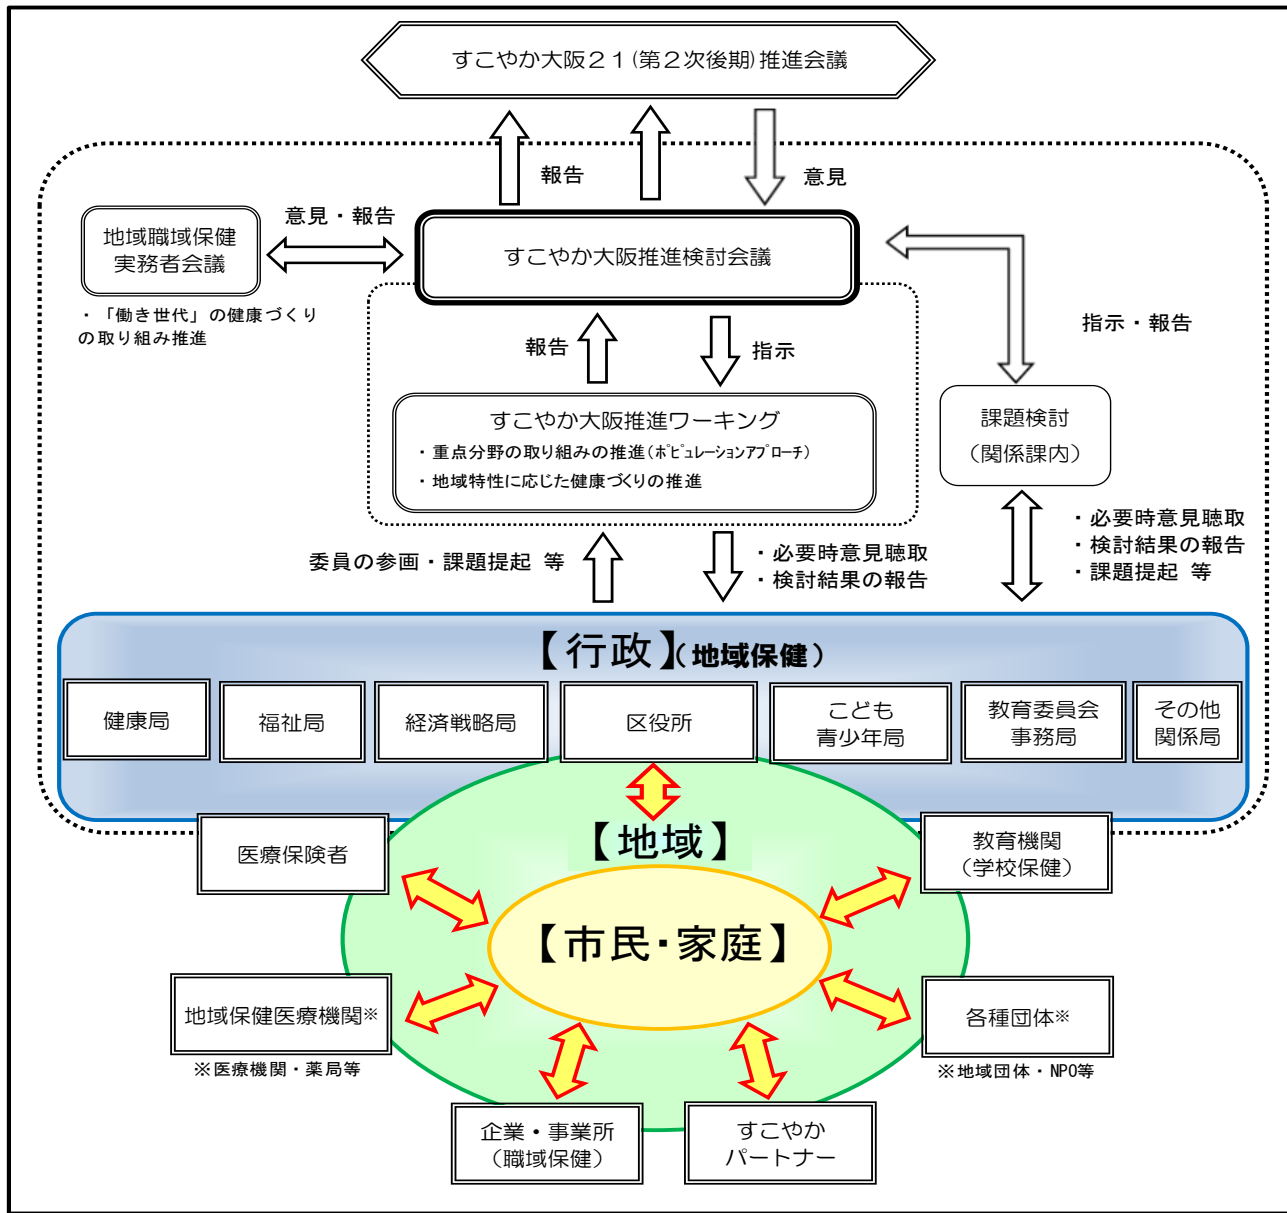 すこやか大阪２１(第２次後期)推進会議
報告
意見
地域職域保健
実務者会議
意見・報告
すこやか大阪推進検討会議
・「働き世代」の健康づくり
の取り組み推進
指示・報告
報告
指示
すこやか大阪推進ワーキング
・重点分野の取り組みの推進(ﾎﾟﾋﾟｭレーションアプローチ)
・地域特性に応じた健康づくりの推進
課題検討
（関係課内）
委員の参画・課題提起 等
・必要時意見聴取
・検討結果の報告
・必要時意見聴取
・検討結果の報告
・課題提起 等
【行政】(地域保健)
健康局
福祉局
経済戦略局
区役所
こども
青少年局
教育委員会
事務局
その他
関係局
医療保険者
【地域】
教育機関
（学校保健）
【市民・家庭】
地域保健医療機関※
※医療機関・薬局等
各種団体※
※地域団体・NPO等
企業・事業所
（職域保健）
すこやか
パートナー